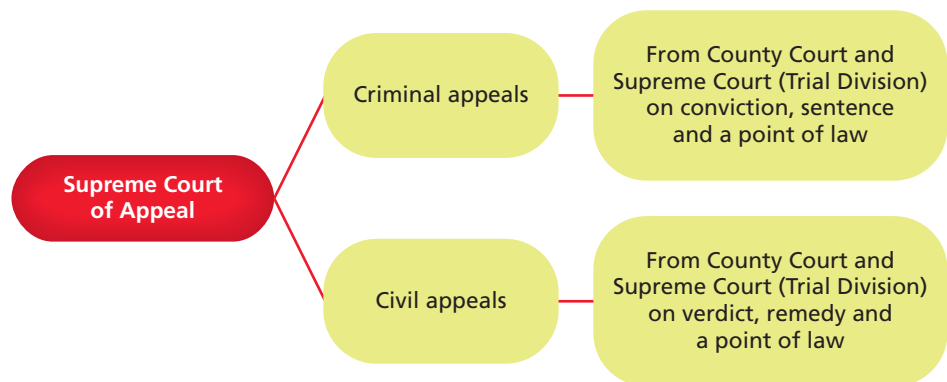 Supreme Court
of Appeal
Criminal appeals
From County Court and
Supreme Court (Trial Division)
on conviction, sentence
and a point of law
Civil appeals
From County Court and
Supreme Court (Trial Division)
on verdict, remedy and
a point of law